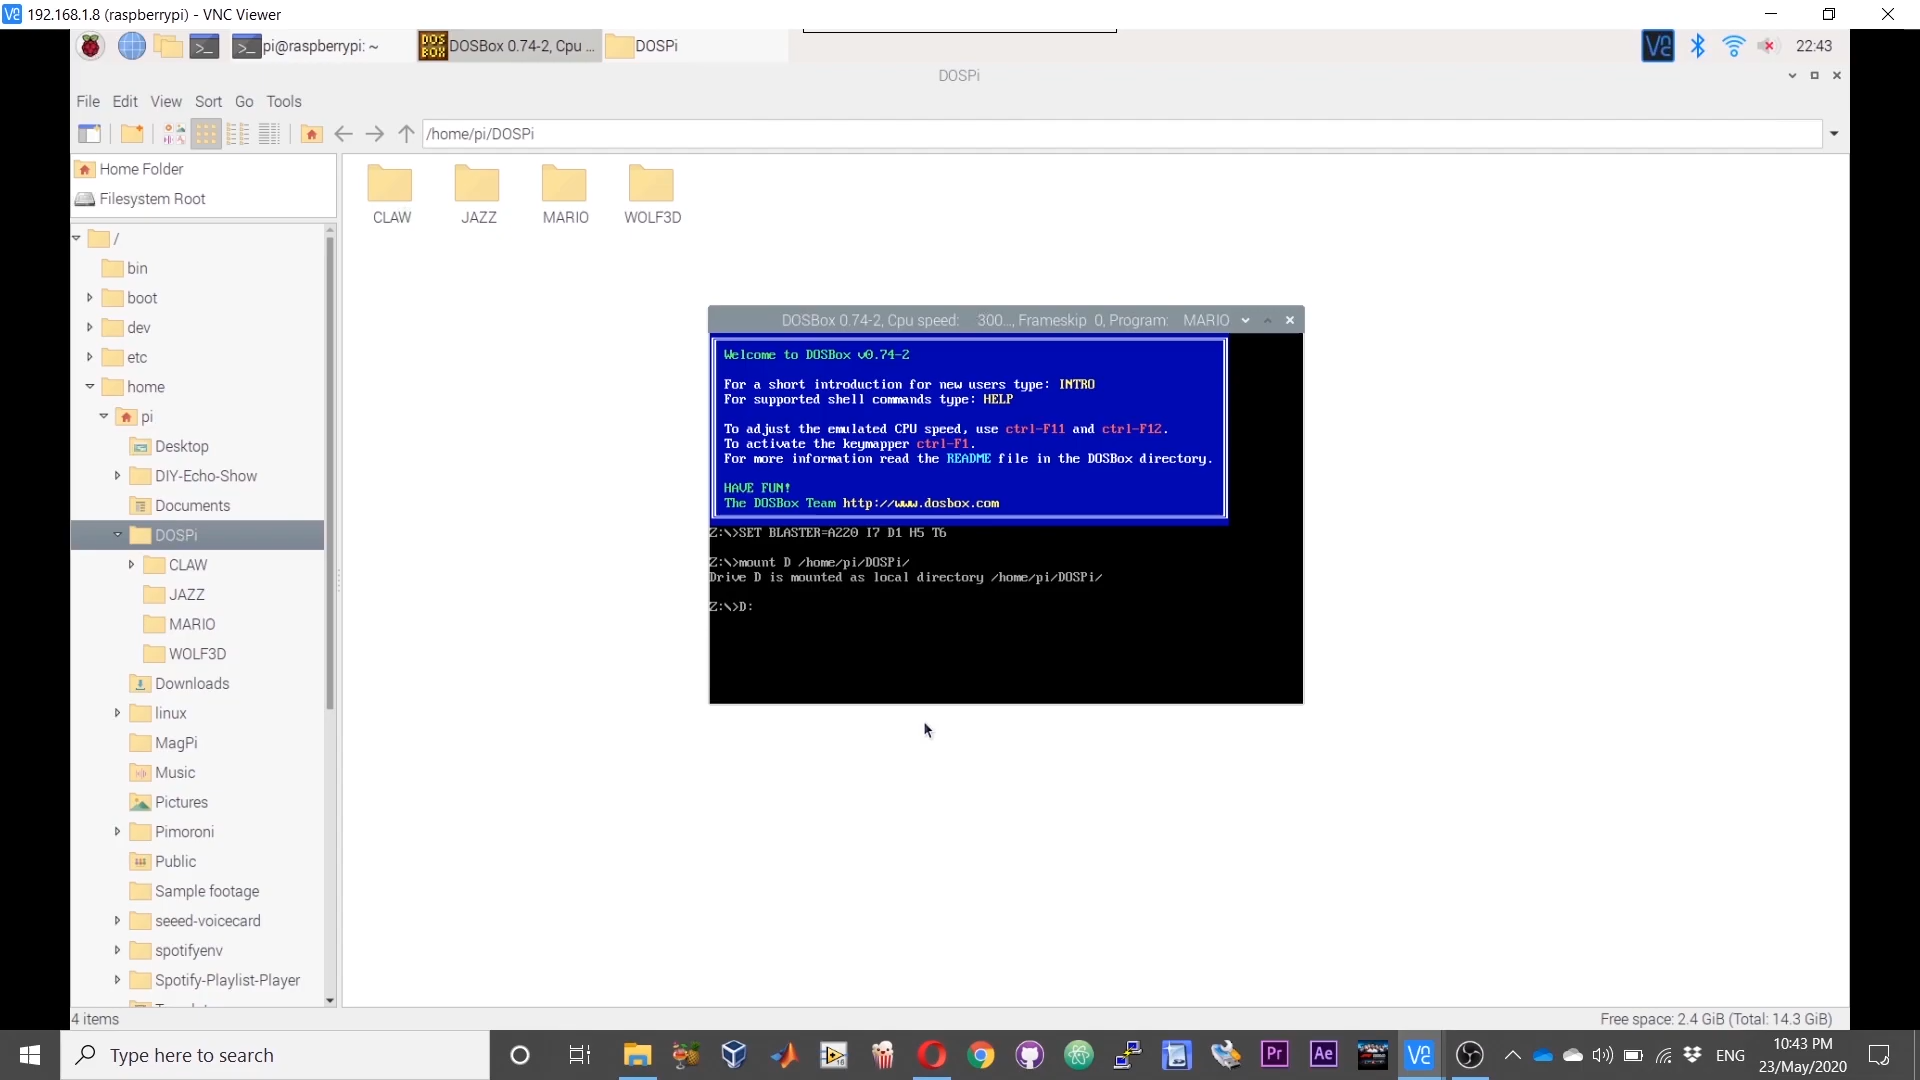 192.168.1.8 (raspberrypi) - VNC Viewer
pi@raspberrypi: ~
DOSBox 0.74-2, Cpu ...
DOSPi
22:43
DOSPi
File Edit View Sort Go Tools
/home/pi/DOSPi
Home Folder
Filesystem Root
/
bin
boot
dev
etc
home
pi
Desktop
DIY-Echo-Show
Documents
DOSPi
CLAW
JAZZ
MARIO
WOLF3D
Downloads
linux
MagPi
Music
Pictures
Pimoroni
Public
Sample footage
seeed-voicecard
spotifyenv
Spotify-Playlist-Player
CLAW JAZZ MARIO WOLF3D
DOSBox 0.74-2, Cpu speed: 300..., Frameskip 0, Program: MARIO
Welcome to DOSBox v0.74-2
For a short introduction for new users type: INTRO
For supported shell commands type: HELP
To adjust the emulated CPU speed, use ctrl-F11 and ctrl-F12.
To activate the keymapper ctrl-F1.
For more information read the README file in the DOSBox directory.
HAVE FUN!
The DOSBox Team http://www.dosbox.com
Z:\>SET BLASTER=A220 I7 D1 H5 T6
Z:\>mount D /home/pi/DOSPi/
Drive D is mounted as local directory /home/pi/DOSPi/
Z:\>D:
4 items
Free space: 2.4 GiB (Total: 14.3 GiB)
Type here to search
Pr
Ae
ENG
10:43 PM
23/May/2020